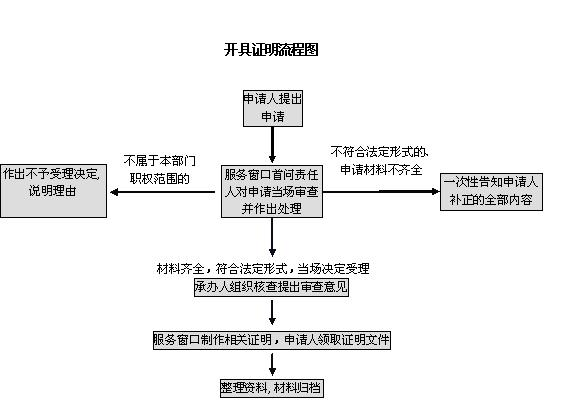 开具证明流程图
申请人提出
申请
不属于本部门
职权范围的
不符合法定形式的、
申请材料不齐全
作出不予受理决定,
说明理由
服务窗口首问责任
人对申请当场审查
并作出处理
一次性告知申请人
补正的全部内容
材料齐全，符合法定形式，当场决定受理
承办人组织核查提出审查意见
服务窗口制作相关证明，申请人领取证明文件
整理资料,材料归档